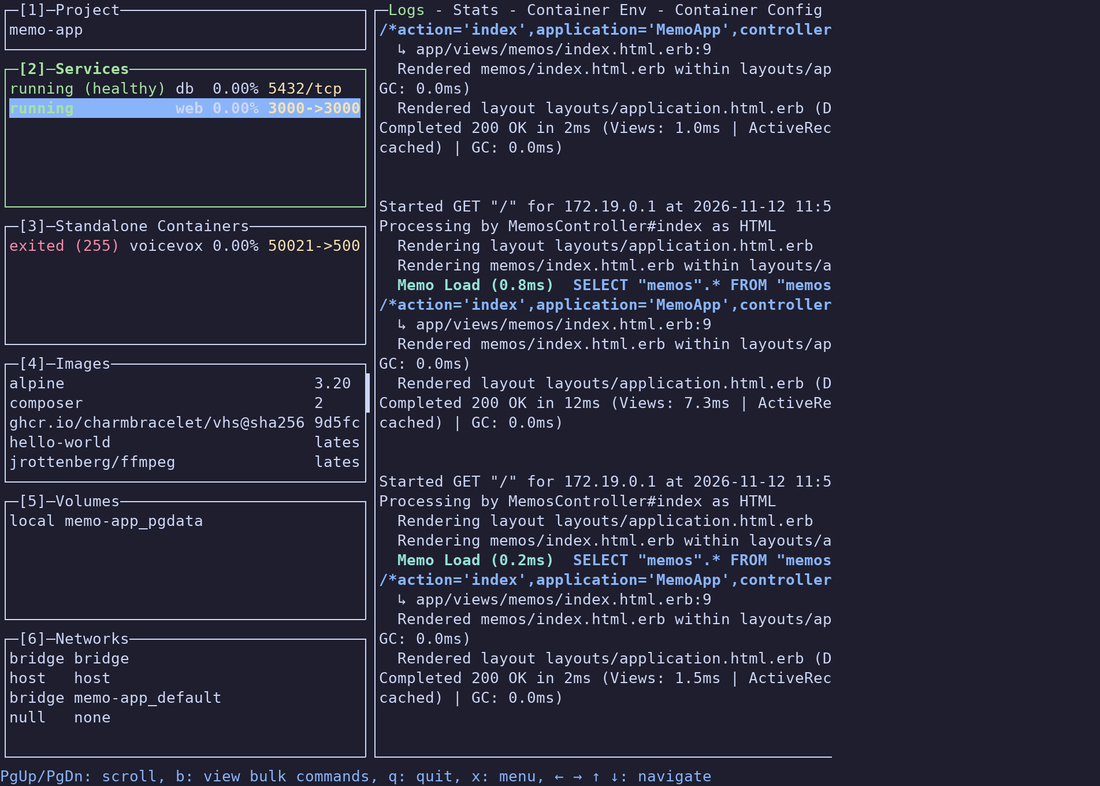 [1]─Project
memo-app
[2]─Services
running (healthy) db  0.00% 5432/tcp
running           web 0.00% 3000->3000
[3]─Standalone Containers
exited (255) voicevox 0.00% 50021->500
[4]─Images
alpine                           3.20
composer                         2
ghcr.io/charmbracelet/vhs@sha256 9d5fc
hello-world                      lates
jrottenberg/ffmpeg               lates
[5]─Volumes
local memo-app_pgdata
[6]─Networks
bridge bridge
host   host
bridge memo-app_default
null   none
Logs - Stats - Container Env - Container Config
/*action='index',application='MemoApp',controller
  ↳ app/views/memos/index.html.erb:9
  Rendered memos/index.html.erb within layouts/ap
GC: 0.0ms)
  Rendered layout layouts/application.html.erb (D
Completed 200 OK in 2ms (Views: 1.0ms | ActiveRec
cached) | GC: 0.0ms)
Started GET "/" for 172.19.0.1 at 2026-11-12 11:5
Processing by MemosController#index as HTML
  Rendering layout layouts/application.html.erb
  Rendering memos/index.html.erb within layouts/a
  Memo Load (0.8ms)  SELECT "memos".* FROM "memos
/*action='index',application='MemoApp',controller
  ↳ app/views/memos/index.html.erb:9
  Rendered memos/index.html.erb within layouts/ap
GC: 0.0ms)
  Rendered layout layouts/application.html.erb (D
Completed 200 OK in 12ms (Views: 7.3ms | ActiveRe
cached) | GC: 0.0ms)
Started GET "/" for 172.19.0.1 at 2026-11-12 11:5
Processing by MemosController#index as HTML
  Rendering layout layouts/application.html.erb
  Rendering memos/index.html.erb within layouts/a
  Memo Load (0.2ms)  SELECT "memos".* FROM "memos
/*action='index',application='MemoApp',controller
  ↳ app/views/memos/index.html.erb:9
  Rendered memos/index.html.erb within layouts/ap
GC: 0.0ms)
  Rendered layout layouts/application.html.erb (D
Completed 200 OK in 2ms (Views: 1.5ms | ActiveRec
cached) | GC: 0.0ms)
PgUp/PgDn: scroll, b: view bulk commands, q: quit, x: menu, ← → ↑ ↓: navigate